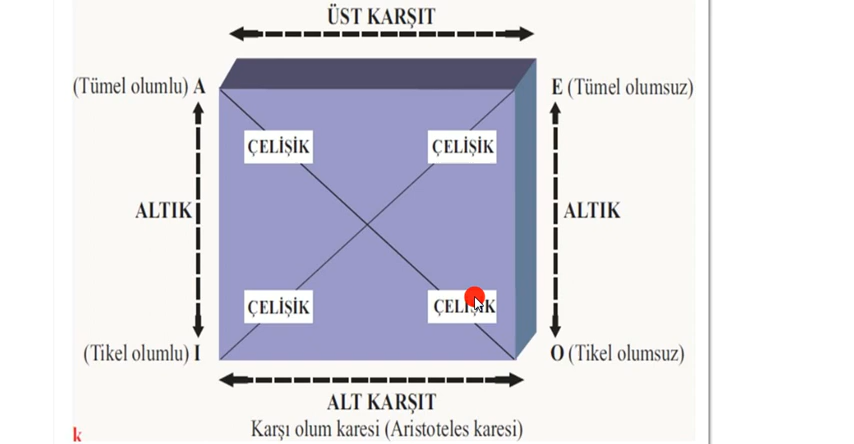 ÜST KARŞIT
(Tümel olumlu) A
E (Tümel olumsuz)
ÇELİŞİK
ÇELİŞİK
ALTIK
ALTIK
ÇELİŞİK
ÇELİŞİK
(Tikel olumlu) I
O (Tikel olumsuz)
ALT KARŞIT
Karşı olum karesi (Aristoteles karesi)
k